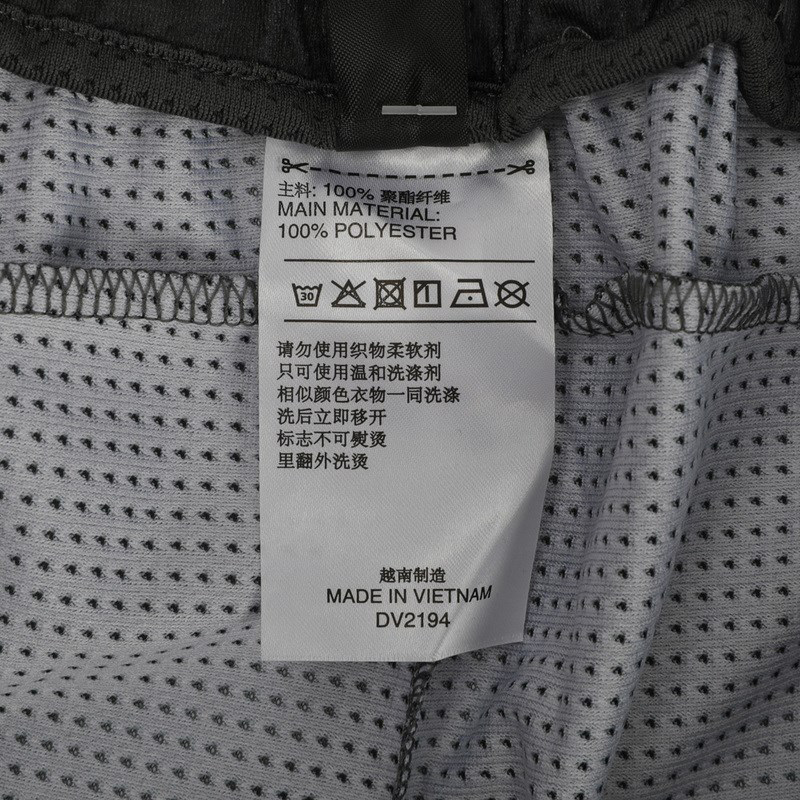 主料: 100% 聚酯纤维
MAIN MATERIAL:
100% POLYESTER
30
请勿使用织物柔软剂
只可使用温和洗涤剂
相似颜色衣物一同洗涤
洗后立即移开
标志不可熨烫
里翻外洗烫
越南制造
MADE IN VIETNAM
DV2194